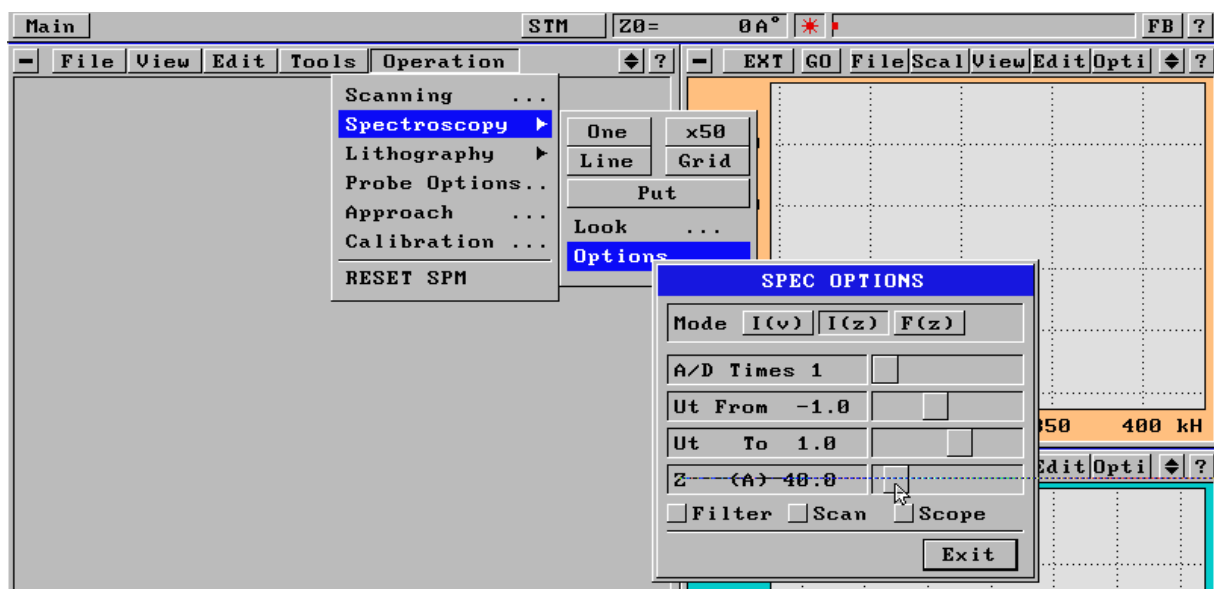 Main STM Z0= 0A° FB ?
– File View Edit Tools Operation ? – EXT GO File Scal View Edit Opti ?
Scanning ...
Spectroscopy
Lithography
Probe Options..
Approach ...
Calibration ...
RESET SPM
One x50
Line Grid
Put
Look ...
Options
SPEC OPTIONS
Mode I(v) I(z) F(z)
A/D Times 1
Ut From -1.0
Ut To 1.0
Z (A) 40.0
Filter Scan Scope
Exit
400 kH
Edit Opti ?